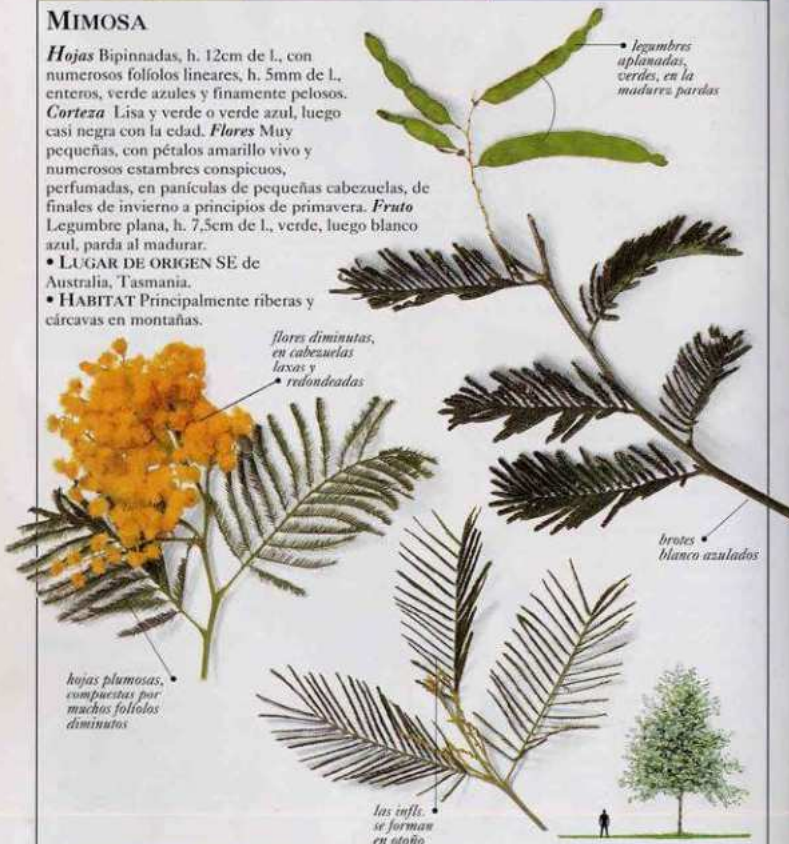 MIMOSA
Hojas Bipinnadas, h. 12cm de l., con
numerosos folíolos lineares, h. 5mm de l.,
enteros, verde azules y finamente pelosos.
Corteza Lisa y verde o verde azul, luego
casi negra con la edad. Flores Muy
pequeñas, con pétalos amarillo vivo y
numerosos estambres conspicuos,
perfumadas, en panículas de pequeñas cabezuelas, de
finales de invierno a principios de primavera. Fruto
Legumbre plana, h. 7,5cm de l., verde, luego blanco
azul, parda al madurar.
• LUGAR DE ORIGEN SE de
Australia, Tasmania.
• HABITAT Principalmente riberas y
cárcavas en montañas.
legumbres
aplanadas,
verdes, en la
madurez pardas
flores diminutas,
en cabezuelas
laxas y
redondeadas
brotes
blanco azulados
hojas plumosas,
compuestas por
muchos folíolos
diminutos
las infls.
se forman
en otoño